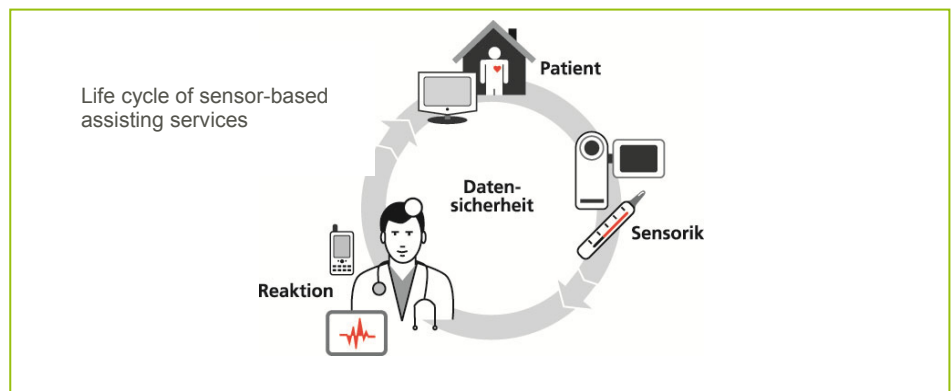 Life cycle of sensor-based
assisting services
Patient
Daten-
sicherheit
Sensorik
Reaktion